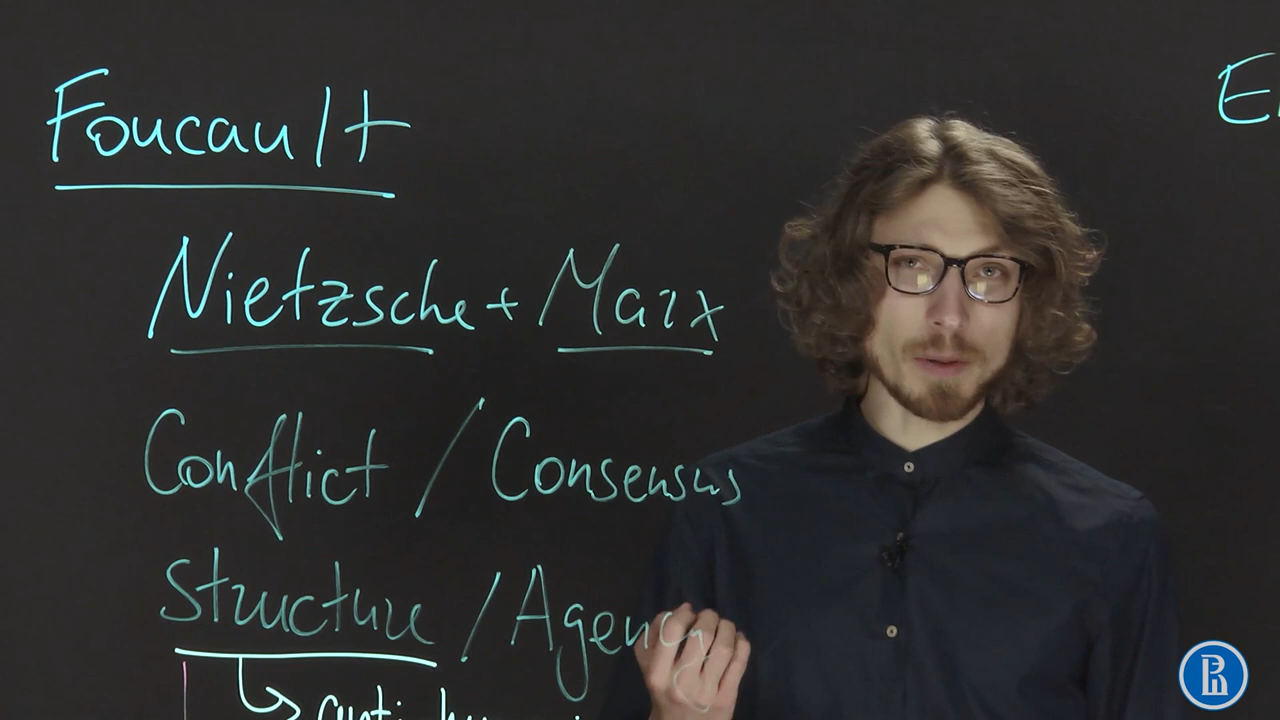 Foucault
Nietzsche + Marx
Conflict / Consensus
Structure / Agency